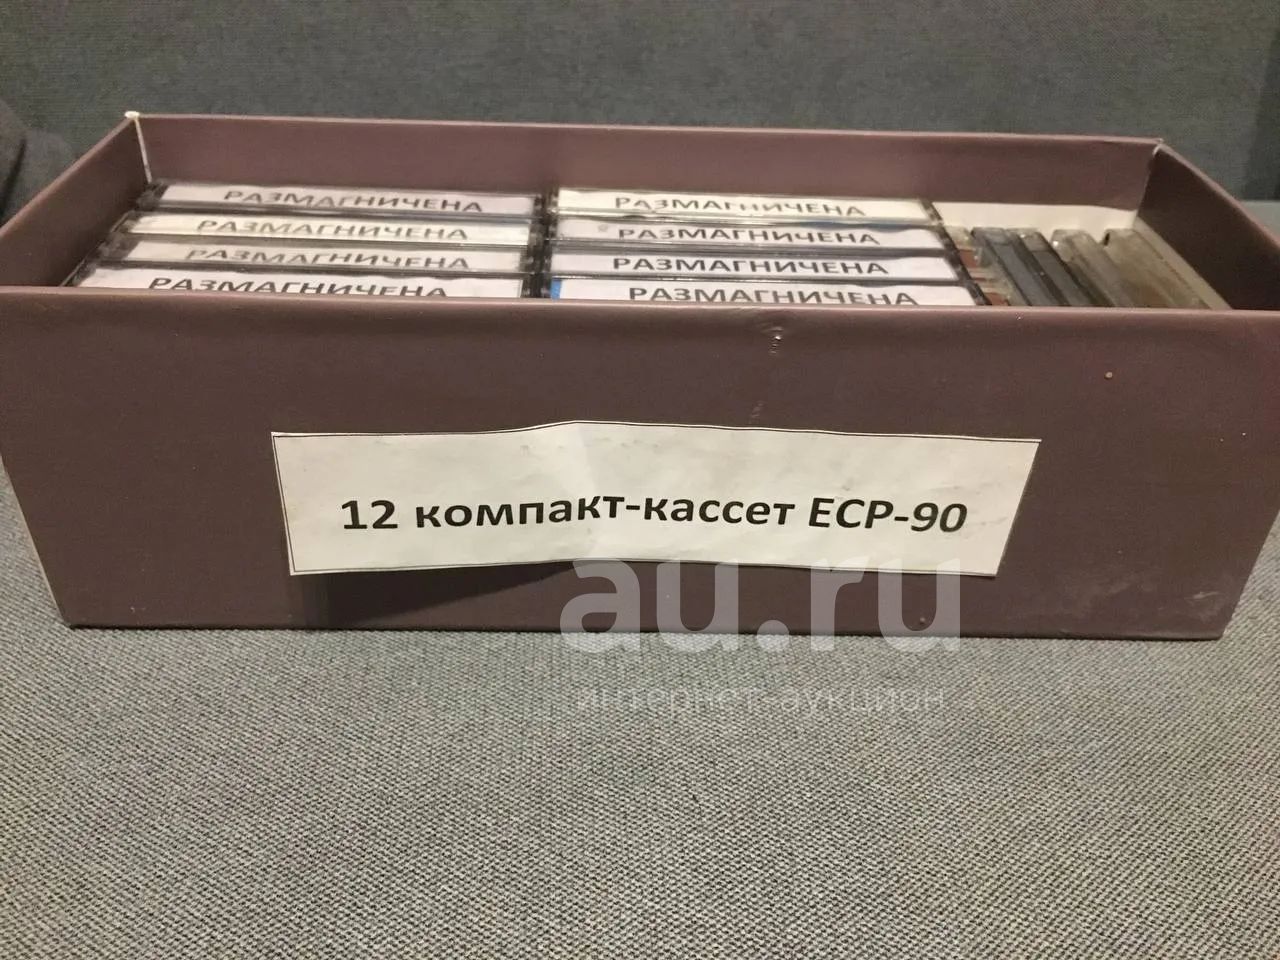 РАЗМАГНИЧЕНА
РАЗМАГНИЧЕНА
РАЗМАГНИЧЕНА
РАЗМАГНИЧЕНА
РАЗМАГНИЧЕНА
РАЗМАГНИЧЕНА
РАЗМАГНИЧЕНА
РАЗМАГНИЧЕНА
12 компакт-кассет ECP-90
au.ru
интернет-аукцион